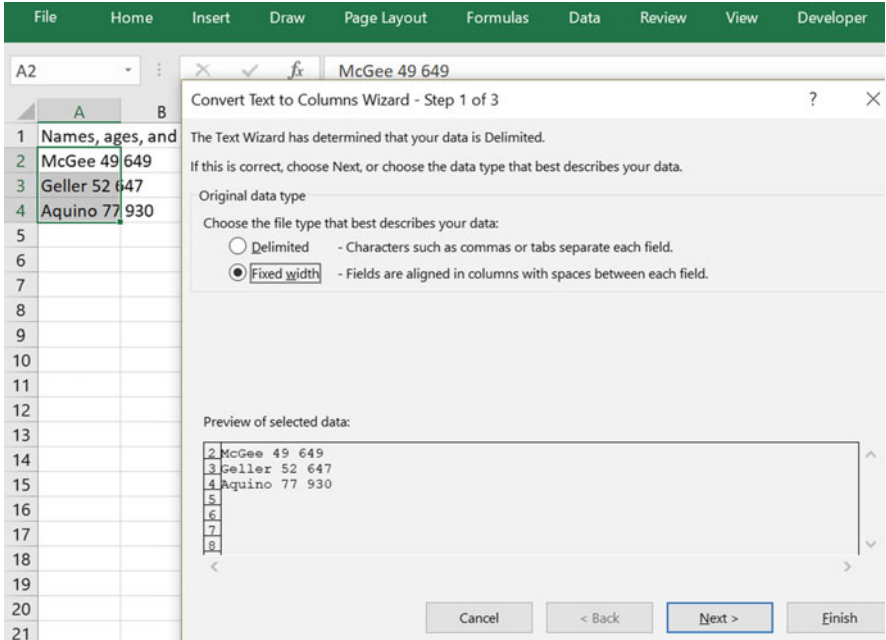 File Home Insert Draw Page Layout Formulas Data Review View Developer
A2 fx McGee 49 649
Convert Text to Columns Wizard - Step 1 of 3 ?
A B
1 Names, ages, and
2 McGee 49 649
3 Geller 52 647
4 Aquino 77 930
5
6
7
8
9
10
11
12
13
14
15
16
17
18
19
20
21
The Text Wizard has determined that your data is Delimited.
If this is correct, choose Next, or choose the data type that best describes your data.
Original data type
Choose the file type that best describes your data:
Delimited - Characters such as commas or tabs separate each field.
Fixed width - Fields are aligned in columns with spaces between each field.
Preview of selected data:
2 McGee 49 649
3 Geller 52 647
4 Aquino 77 930
5
6
7
8
Cancel < Back Next > Finish